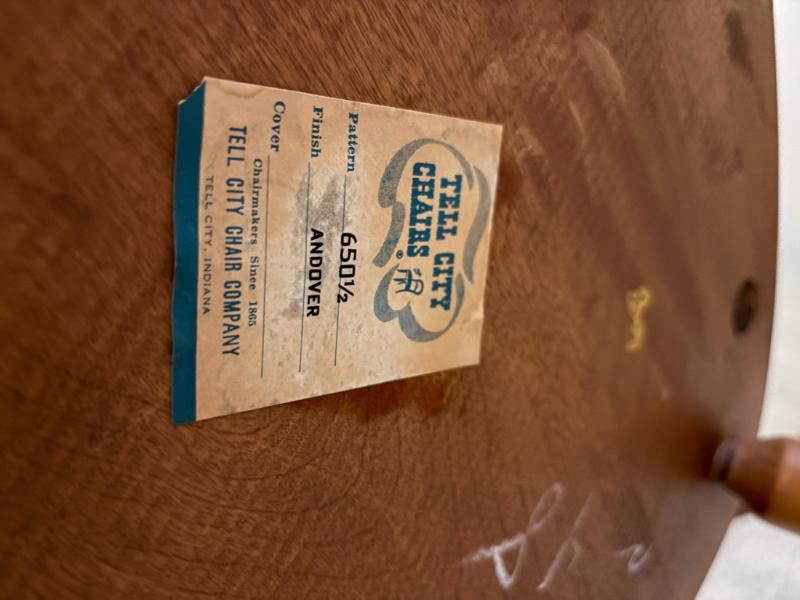 TELL CITY
CHAIRS ®
Pattern 650½
Finish ANDOVER
Cover
Chairmakers Since 1865
TELL CITY CHAIR COMPANY
TELL CITY, INDIANA